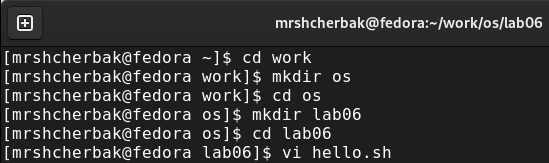 mrshcherbak@fedora:~/work/os/lab06
[mrshcherbak@fedora ~]$ cd work
[mrshcherbak@fedora work]$ mkdir os
[mrshcherbak@fedora work]$ cd os
[mrshcherbak@fedora os]$ mkdir lab06
[mrshcherbak@fedora os]$ cd lab06
[mrshcherbak@fedora lab06]$ vi hello.sh